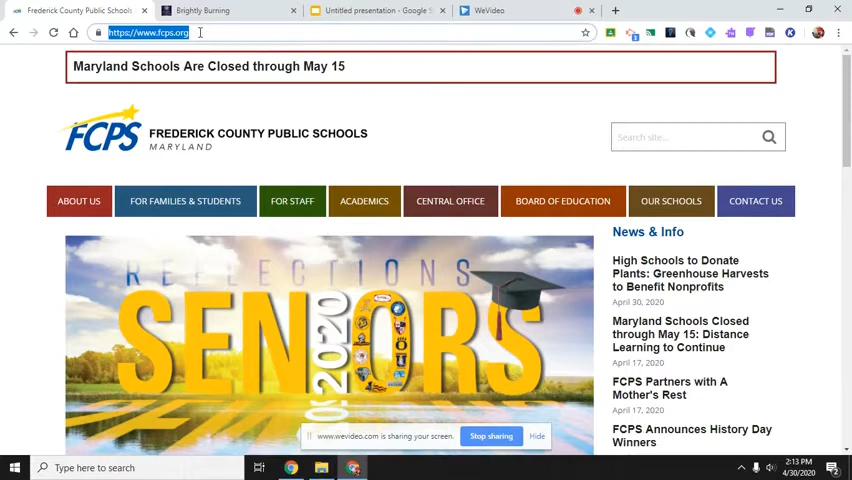 Frederick County Public Schools
Brightly Burning
Untitled presentation - Google S
WeVideo
https://www.fcps.org
Maryland Schools Are Closed through May 15
FCPS
FREDERICK COUNTY PUBLIC SCHOOLS
MARYLAND
Search site...
ABOUT US
FOR FAMILIES & STUDENTS
FOR STAFF
ACADEMICS
CENTRAL OFFICE
BOARD OF EDUCATION
OUR SCHOOLS
CONTACT US
REFLECTIONS
SENIORS
2020
News & Info
High Schools to Donate
Plants: Greenhouse Harvests
to Benefit Nonprofits
April 30, 2020
Maryland Schools Closed
through May 15: Distance
Learning to Continue
April 17, 2020
FCPS Partners with A
Mother's Rest
April 17, 2020
FCPS Announces History Day
Winners
www.wevideo.com is sharing your screen.
Stop sharing
Hide
Type here to search
2:13 PM
4/30/2020
2